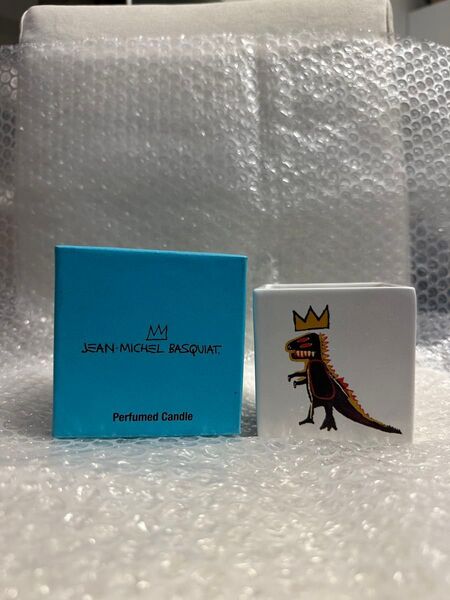 JEAN-MICHEL BASQUIAT.
Perfumed Candle